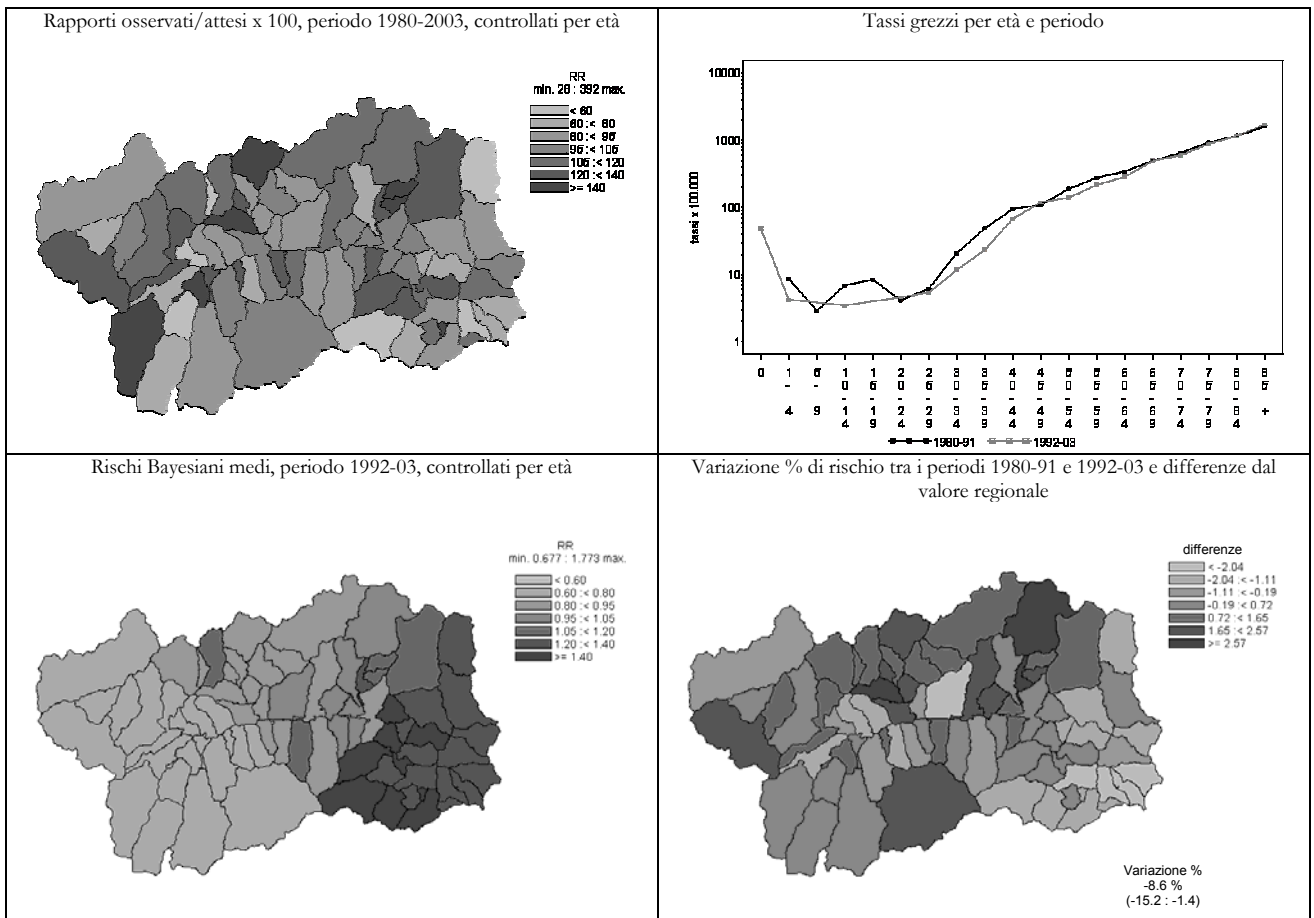 Rapporti osservati/attesi x 100, periodo 1980-2003, controllati per età
RR
min. 28 : 392 max.
< 60
60 :< 80
80 :< 95
95 :< 105
105 :< 120
120 :< 140
>= 140
Tassi grezzi per età e periodo
tassi x 100.000
10000
1000
100
10
1
0
1-4
5-9
10-14
15-19
20-24
25-29
30-34
35-39
40-44
45-49
50-54
55-59
60-64
65-69
70-74
75-79
80-84
85+
1980-91
1992-03
Rischi Bayesiani medi, periodo 1992-03, controllati per età
RR
min. 0.677 : 1.773 max.
< 0.60
0.60 :< 0.80
0.80 :< 0.95
0.95 :< 1.05
1.05 :< 1.20
1.20 :< 1.40
>= 1.40
Variazione % di rischio tra i periodi 1980-91 e 1992-03 e differenze dal
valore regionale
differenze
< -2.04
-2.04 :< -1.11
-1.11 :< -0.19
-0.19 :< 0.72
0.72 :< 1.65
1.65 :< 2.57
>= 2.57
Variazione %
-8.6 %
(-15.2 : -1.4)